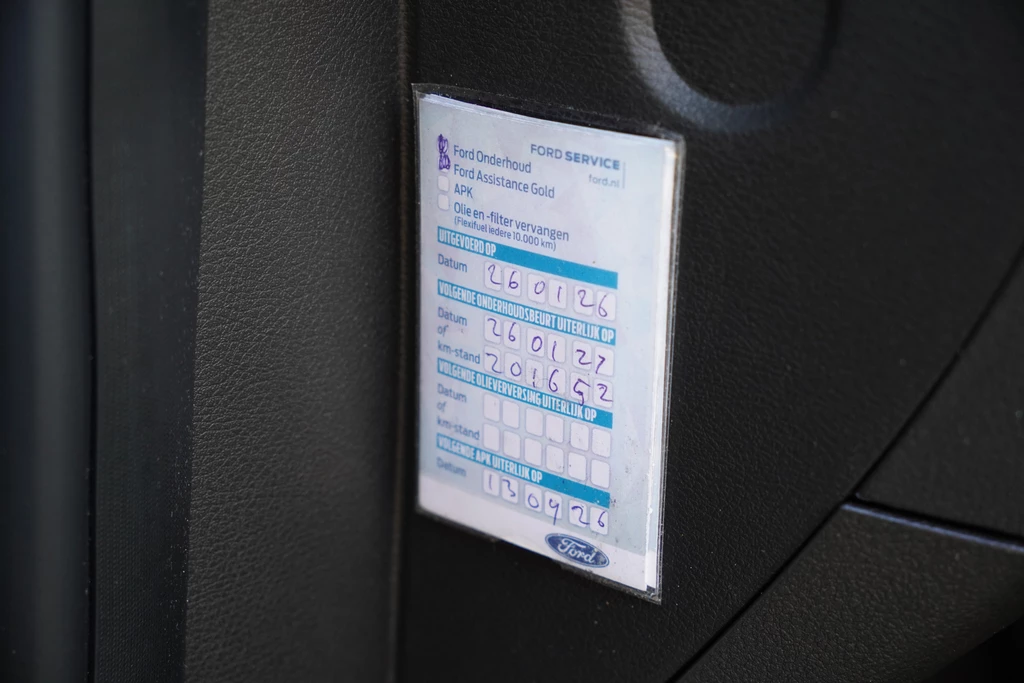 FORD SERVICE
ford.nl
Ford Onderhoud
Ford Assistance Gold
APK
Olie en -filter vervangen
(Flexifuel iedere 10.000 km)
UITGEVOERD OP
Datum 260126
VOLGENDE ONDERHOUDSBEURT UITERLIJK OP
Datum 260127
of
km-stand 201652
VOLGENDE OLIEVERVERSING UITERLIJK OP
Datum
of
km-stand
VOLGENDE APK UITERLIJK OP
Datum 130926
Ford